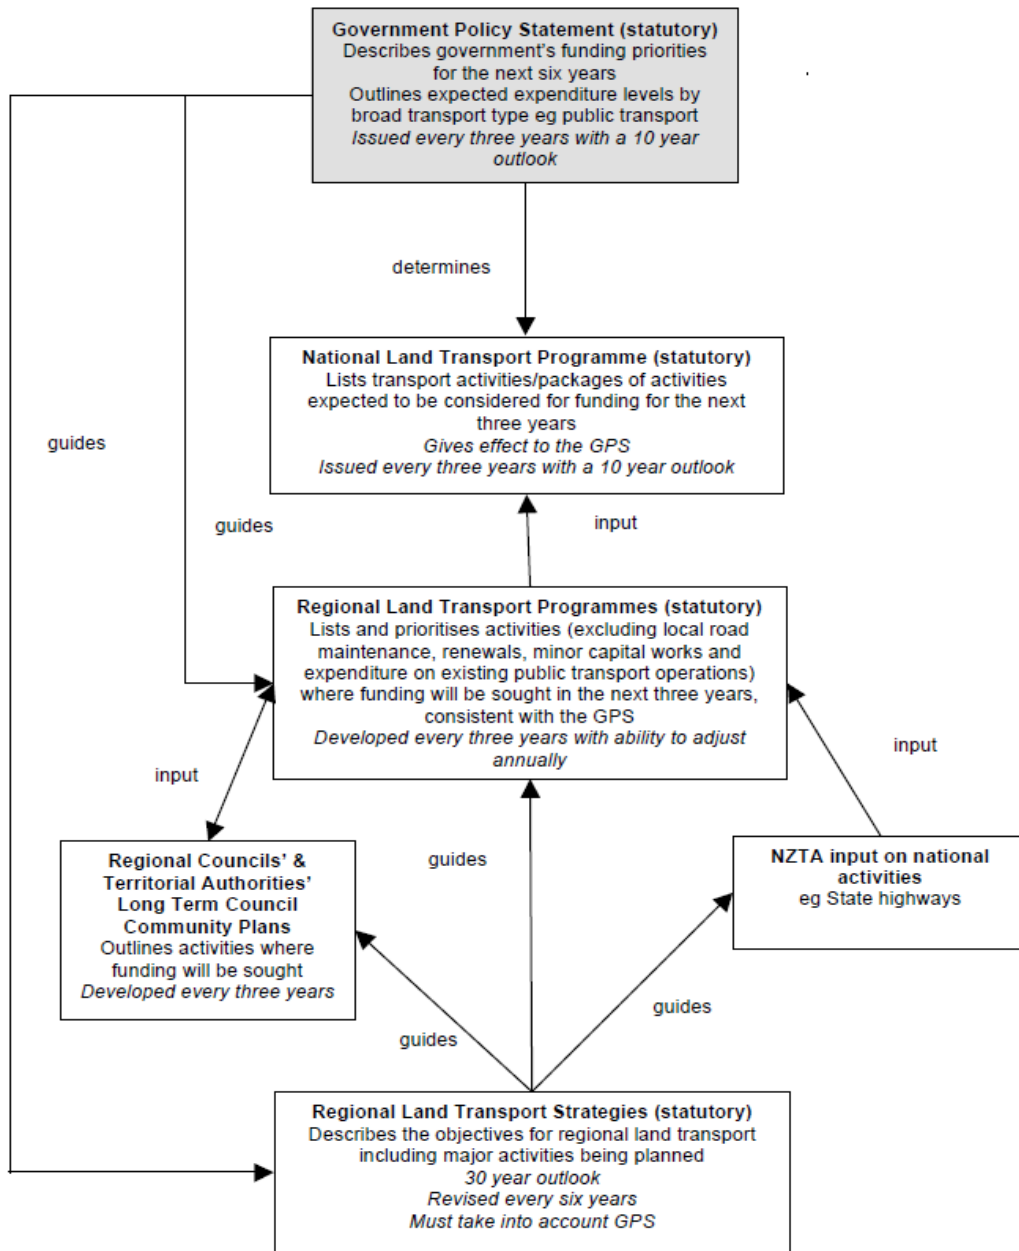 Government Policy Statement (statutory)
Describes government's funding priorities
for the next six years
Outlines expected expenditure levels by
broad transport type eg public transport
Issued every three years with a 10 year
outlook
determines
National Land Transport Programme (statutory)
Lists transport activities/packages of activities
expected to be considered for funding for the next
three years
Gives effect to the GPS
Issued every three years with a 10 year outlook
guides
guides
input
Regional Land Transport Programmes (statutory)
Lists and prioritises activities (excluding local road
maintenance, renewals, minor capital works and
expenditure on existing public transport operations)
where funding will be sought in the next three years,
consistent with the GPS
Developed every three years with ability to adjust
annually
input
input
Regional Councils' &
Territorial Authorities'
Long Term Council
Community Plans
Outlines activities where
funding will be sought
Developed every three years
guides
NZTA input on national
activities
eg State highways
guides
guides
Regional Land Transport Strategies (statutory)
Describes the objectives for regional land transport
including major activities being planned
30 year outlook
Revised every six years
Must take into account GPS